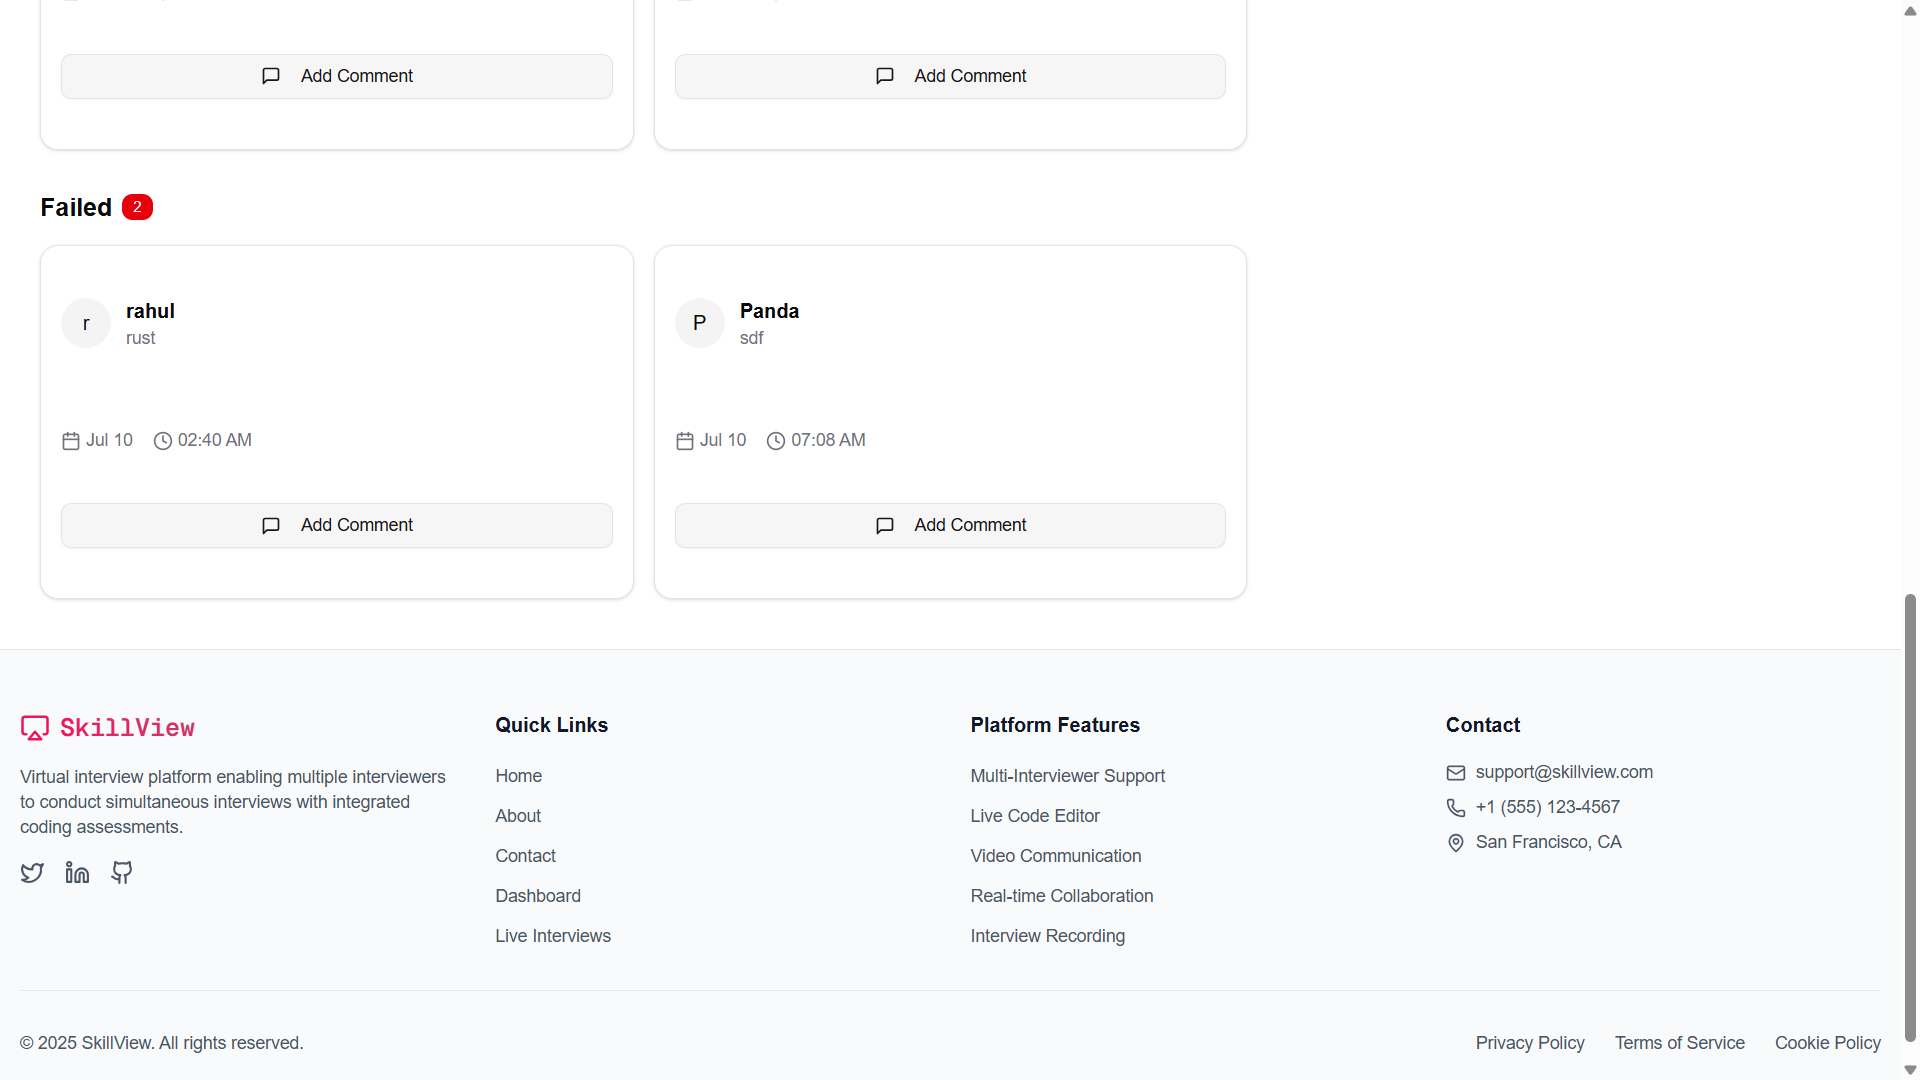 Add Comment
Add Comment
Failed 2
r
rahul
rust
Jul 10 02:40 AM
Add Comment
P
Panda
sdf
Jul 10 07:08 AM
Add Comment
SkillView
Virtual interview platform enabling multiple interviewers
to conduct simultaneous interviews with integrated
coding assessments.
Quick Links
Home
About
Contact
Dashboard
Live Interviews
Platform Features
Multi-Interviewer Support
Live Code Editor
Video Communication
Real-time Collaboration
Interview Recording
Contact
support@skillview.com
+1 (555) 123-4567
San Francisco, CA
© 2025 SkillView. All rights reserved.
Privacy Policy
Terms of Service
Cookie Policy